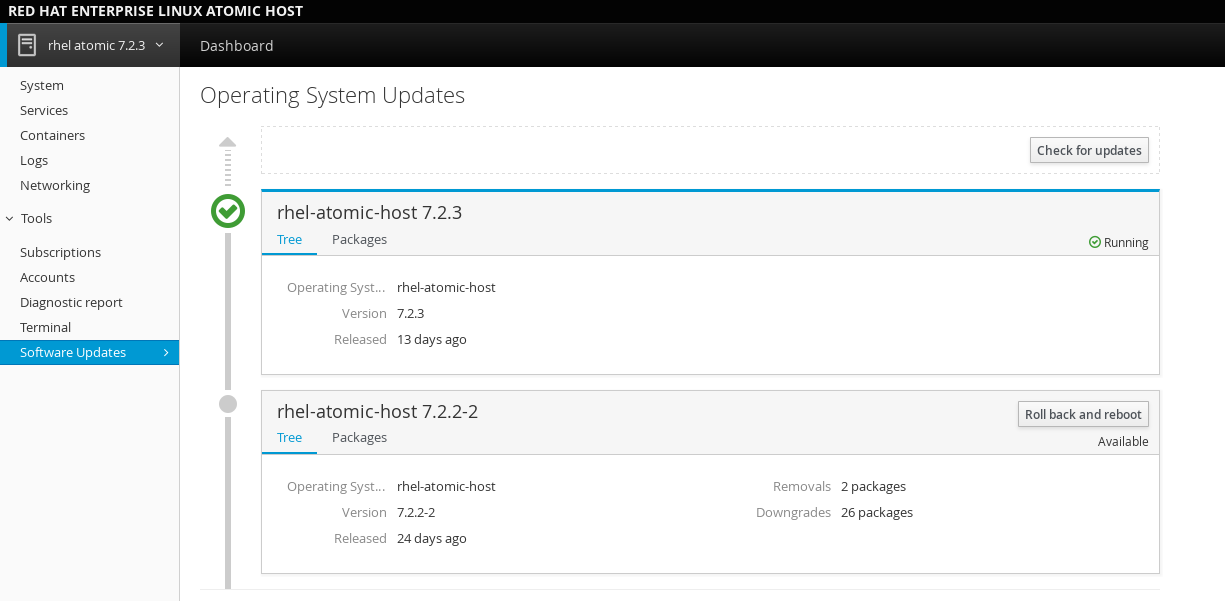 RED HAT ENTERPRISE LINUX ATOMIC HOST
rhel atomic 7.2.3
Dashboard
System
Services
Containers
Logs
Networking
Tools
Subscriptions
Accounts
Diagnostic report
Terminal
Software Updates
Operating System Updates
Check for updates
rhel-atomic-host 7.2.3
Tree Packages
Running
Operating Syst... rhel-atomic-host
Version 7.2.3
Released 13 days ago
rhel-atomic-host 7.2.2-2
Roll back and reboot
Tree Packages
Available
Operating Syst... rhel-atomic-host
Version 7.2.2-2
Released 24 days ago
Removals 2 packages
Downgrades 26 packages